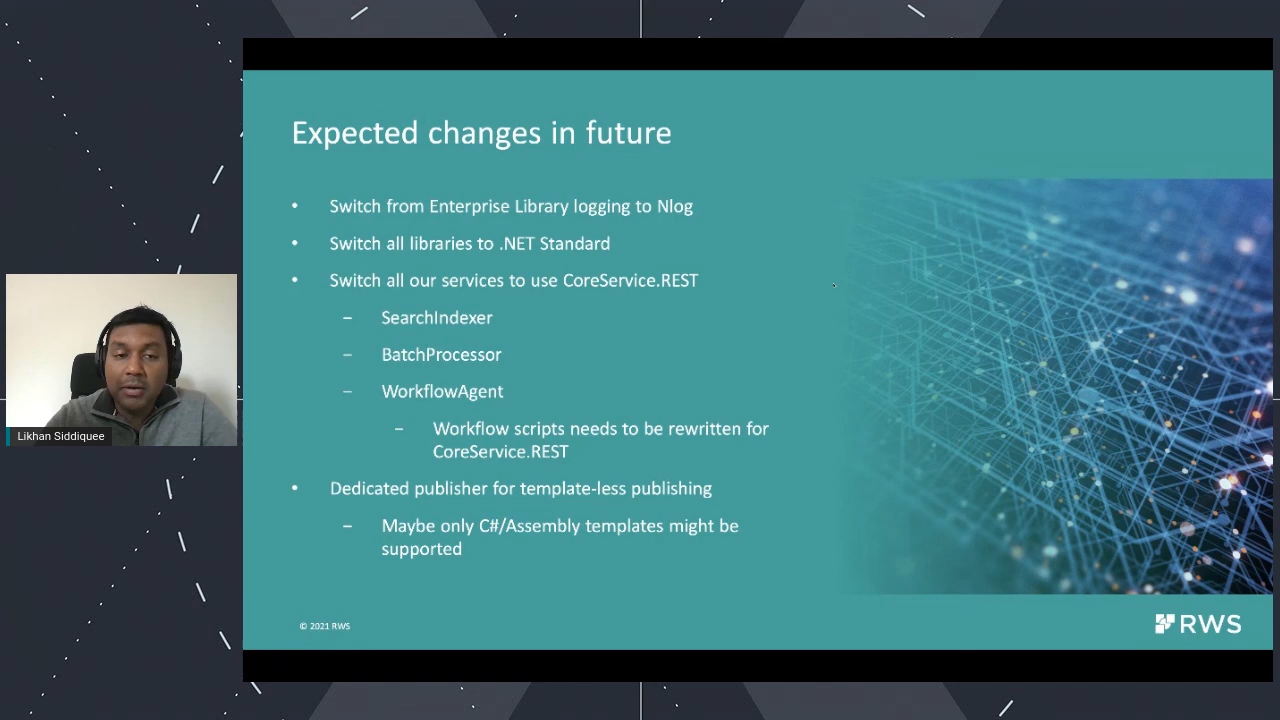 Expected changes in future
• Switch from Enterprise Library logging to Nlog
• Switch all libraries to .NET Standard
• Switch all our services to use CoreService.REST
– SearchIndexer
– BatchProcessor
– WorkflowAgent
– Workflow scripts needs to be rewritten for
CoreService.REST
• Dedicated publisher for template-less publishing
– Maybe only C#/Assembly templates might be
supported
© 2021 RWS
RWS
Likhan Siddiquee